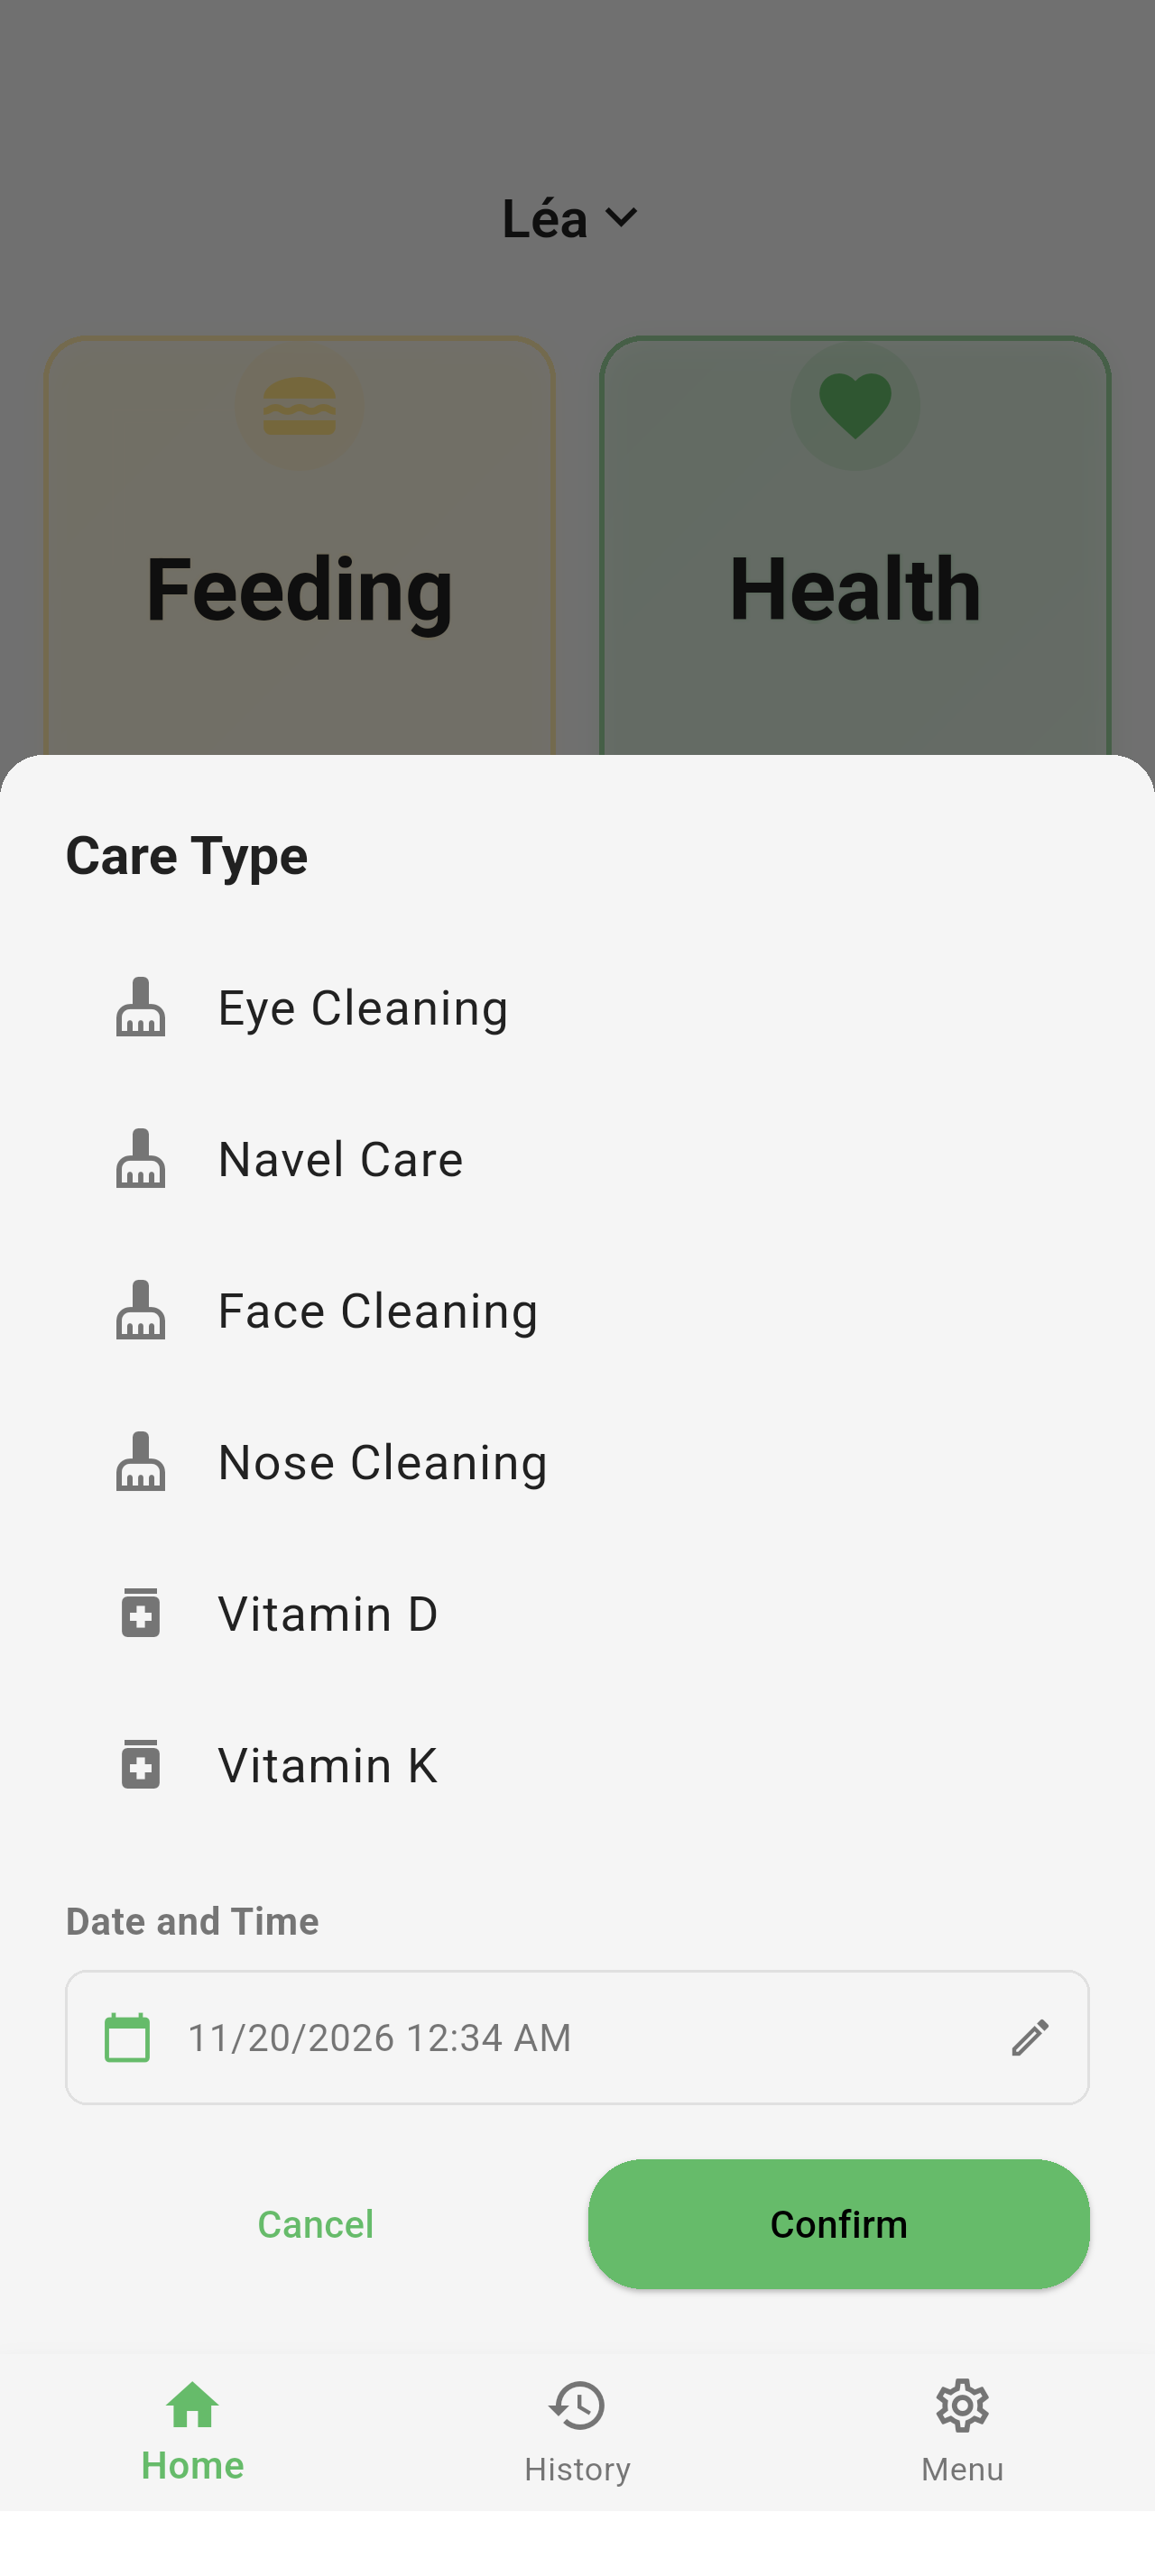 Léa
Feeding
Health
Care Type
Eye Cleaning
Navel Care
Face Cleaning
Nose Cleaning
Vitamin D
Vitamin K
Date and Time
11/20/2026 12:34 AM
Cancel
Confirm
Home
History
Menu